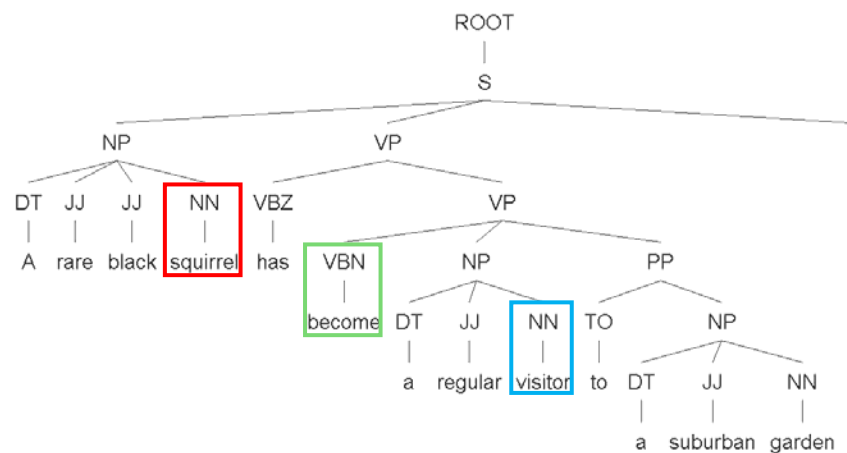 ROOT
S
NP VP
DT JJ JJ NN VBZ VP
A rare black squirrel has VBN NP PP
become DT JJ NN TO NP
a regular visitor to DT JJ NN
a suburban garden